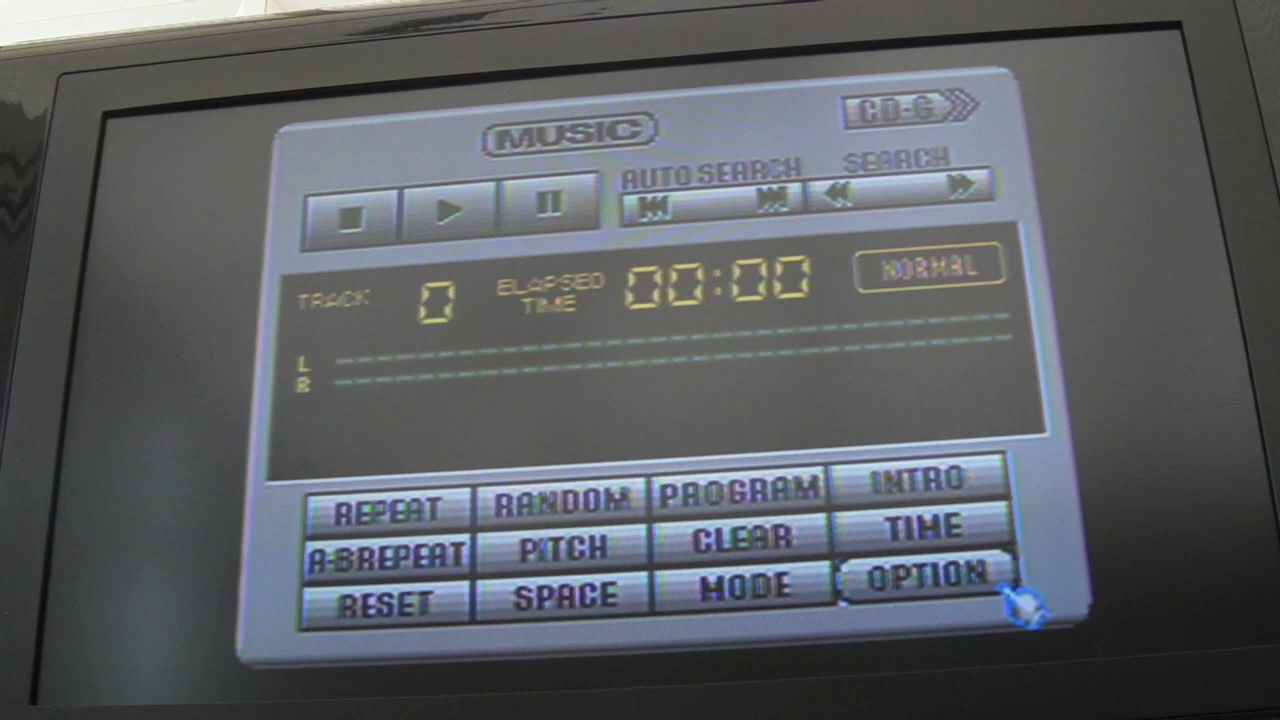 MUSIC
CD-G
AUTO SEARCH
SEARCH
TRACK 0 ELAPSED TIME 00:00 NORMAL
L
R
REPEAT RANDOM PROGRAM INTRO
A-BREPEAT PITCH CLEAR TIME
RESET SPACE MODE OPTION